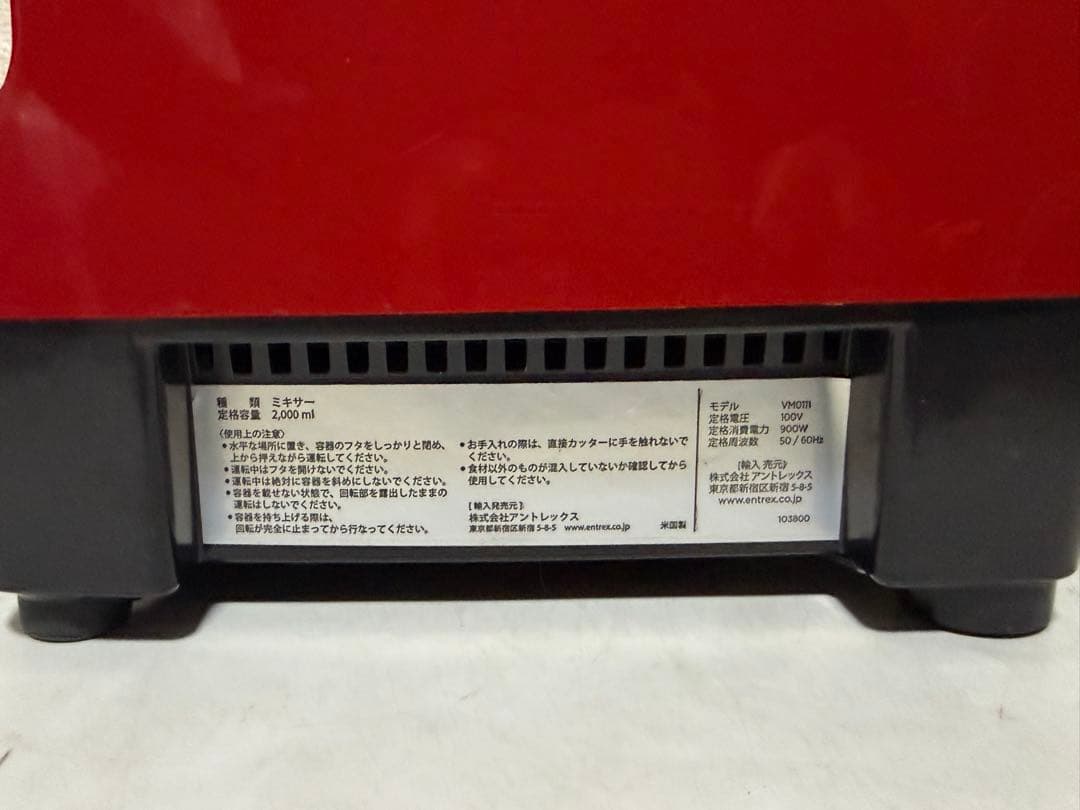 種 類 ミキサー
定格容量 2,000 ml
〈使用上の注意〉
•水平な場所に置き、容器のフタをしっかりと閉め、
上から押えながら運転してください。
•運転中はフタを開けないでください。
•運転中は絶対に容器を斜めにしないでください。
•容器を載せない状態で、回転部を露出したままの
運転はしないでください。
•容器を持ち上げる際は、
回転が完全に止まってから行なってください。
•お手入れの際は、直接カッターに手を触れないで
ください。
•食材以外のものが混入していないか確認してから
使用してください。
[輸入発売元]
株式会社アントレックス
東京都新宿区新宿 5-8-5 www.entrex.co.jp 米国製
モデル VM0111
定格電圧 100V
定格消費電力 900W
定格周波数 50 / 60Hz
[輸入売元]
株式会社アントレックス
東京都新宿区新宿 5-8-5
www.entrex.co.jp
103800